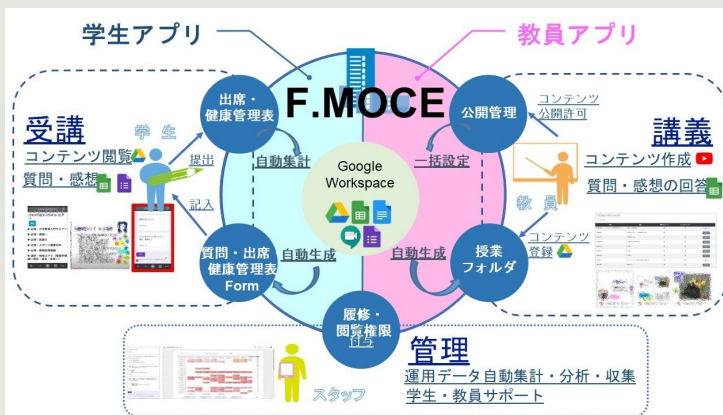 学生アプリ
教員アプリ
F.MOCE
出席・
健康管理表
公開管理
コンテンツ
公開許可
受講
学生
コンテンツ閲覧
質問・感想
提出
記入
自動集計
一括設定
Google
Workspace
講義
コンテンツ作成
質問・感想の回答
教員
コンテンツ
登録
質問・出席・
健康管理表
Form
自動生成
自動生成
授業
フォルダ
履修・
閲覧権限
付与
管理
運用データ自動集計・分析・収集
学生・教員サポート
スタッフ